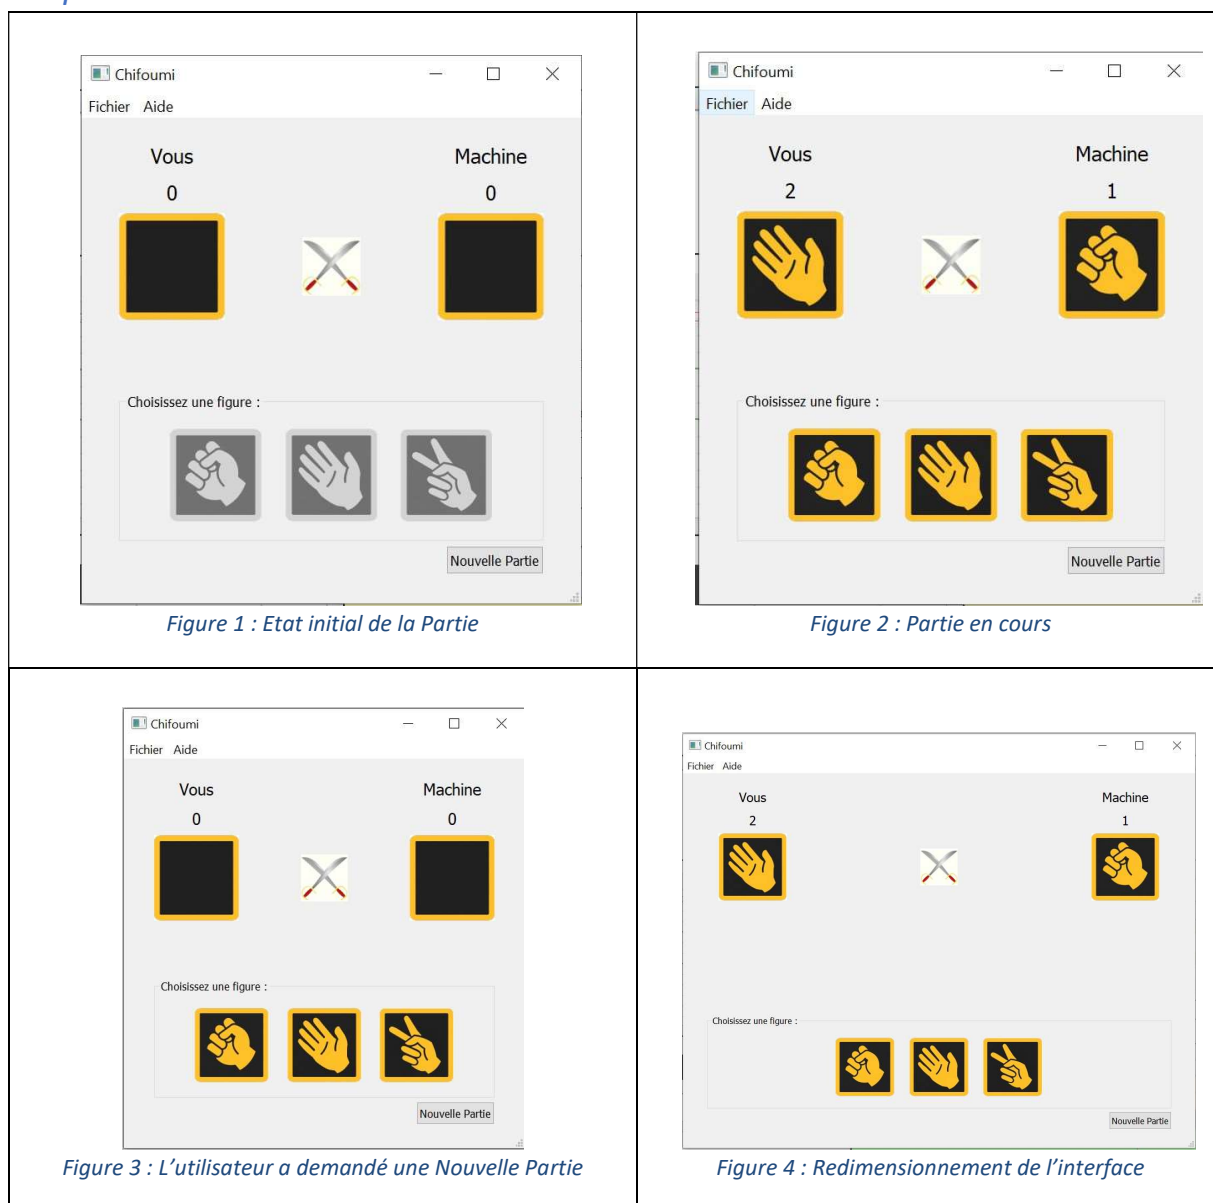 Chifoumi
Fichier Aide
Vous Machine
0 0
Choisissez une figure :
Nouvelle Partie
Figure 1 : Etat initial de la Partie
Chifoumi
Fichier Aide
Vous Machine
2 1
Choisissez une figure :
Nouvelle Partie
Figure 2 : Partie en cours
Chifoumi
Fichier Aide
Vous Machine
0 0
Choisissez une figure :
Nouvelle Partie
Figure 3 : L'utilisateur a demandé une Nouvelle Partie
Chifoumi
Fichier Aide
Vous Machine
2 1
Choisissez une figure :
Nouvelle Partie
Figure 4 : Redimensionnement de l'interface